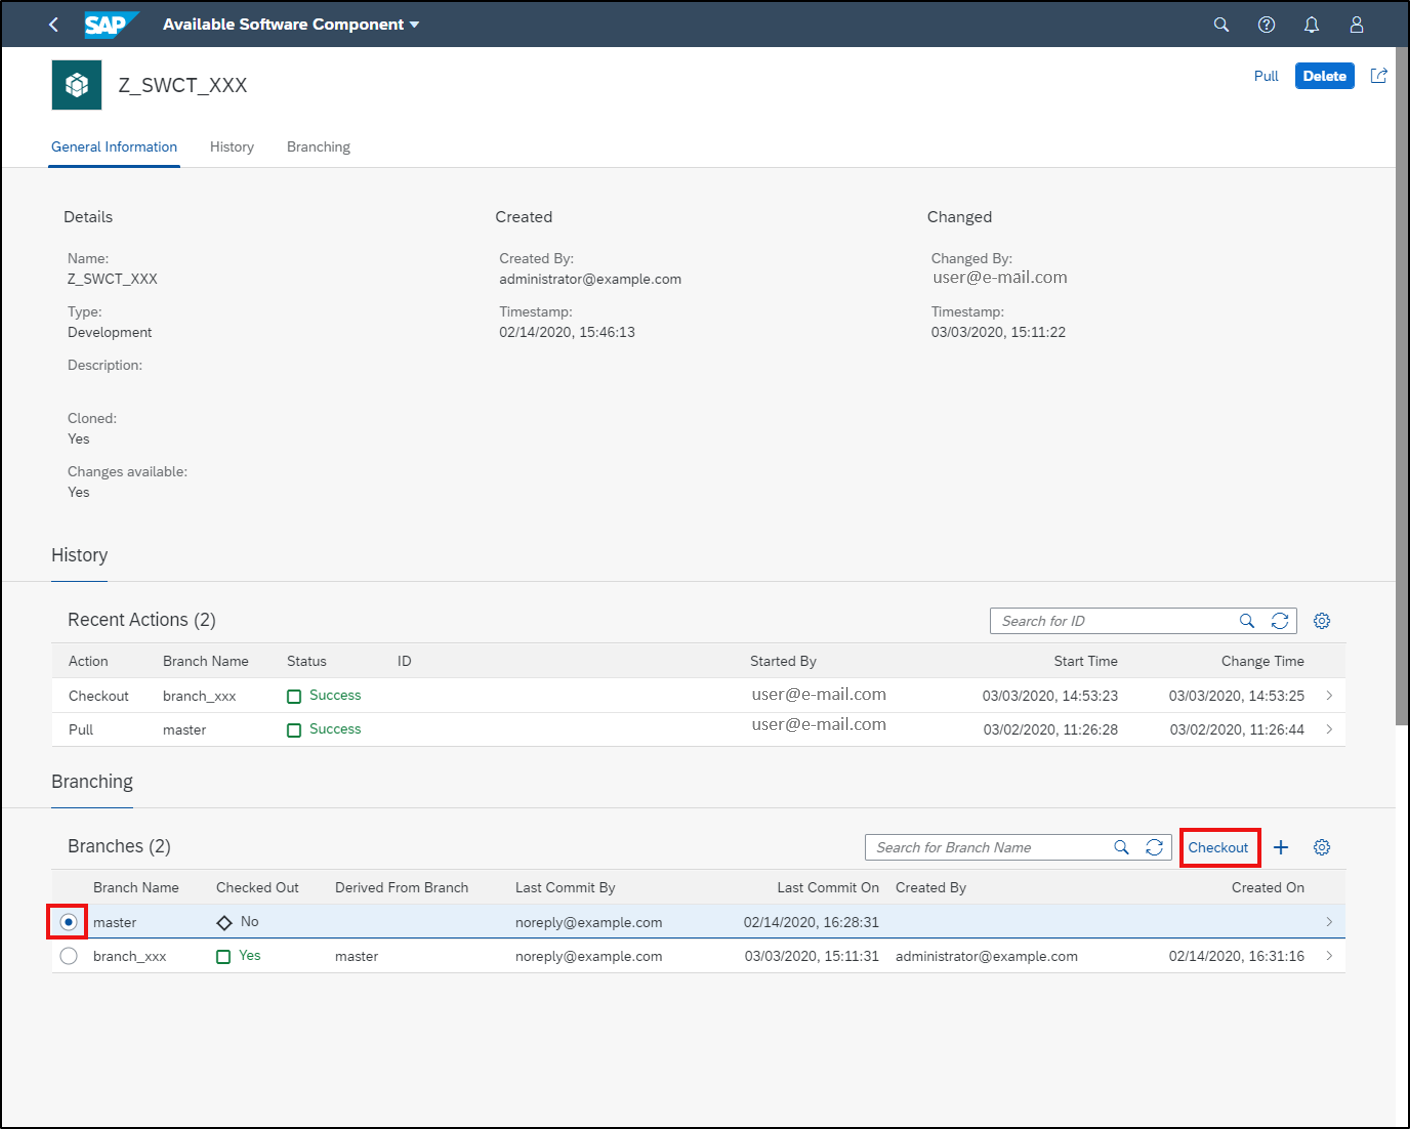 SAP Available Software Component
Z_SWCT_XXX
Pull Delete
General Information History Branching
Details Created Changed
Name: Created By: Changed By:
Z_SWCT_XXX administrator@example.com user@e-mail.com
Type: Timestamp: Timestamp:
Development 02/14/2020, 15:46:13 03/03/2020, 15:11:22
Description:
Cloned:
Yes
Changes available:
Yes
History
Recent Actions (2) Search for ID
Action Branch Name Status ID Started By Start Time Change Time
Checkout branch_xxx Success user@e-mail.com 03/03/2020, 14:53:23 03/03/2020, 14:53:25
Pull master Success user@e-mail.com 03/02/2020, 11:26:28 03/02/2020, 11:26:44
Branching
Branches (2) Search for Branch Name Checkout
Branch Name Checked Out Derived From Branch Last Commit By Last Commit On Created By Created On
master No noreply@example.com 02/14/2020, 16:28:31
branch_xxx Yes master noreply@example.com 03/03/2020, 15:11:31 administrator@example.com 02/14/2020, 16:31:16